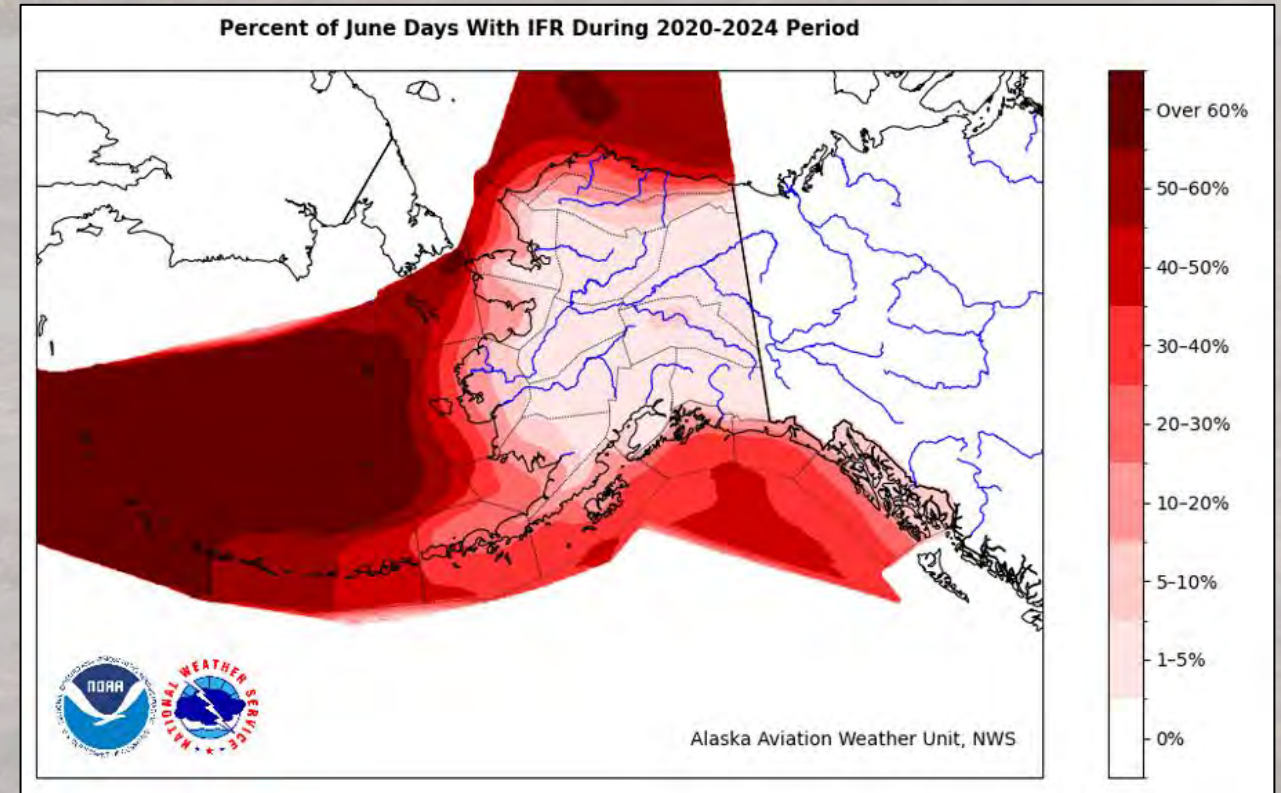 Percent of June Days With IFR During 2020-2024 Period
Over 60%
50–60%
40–50%
30–40%
20–30%
10–20%
5–10%
1–5%
0%
NOAA
NATIONAL WEATHER SERVICE
Alaska Aviation Weather Unit, NWS